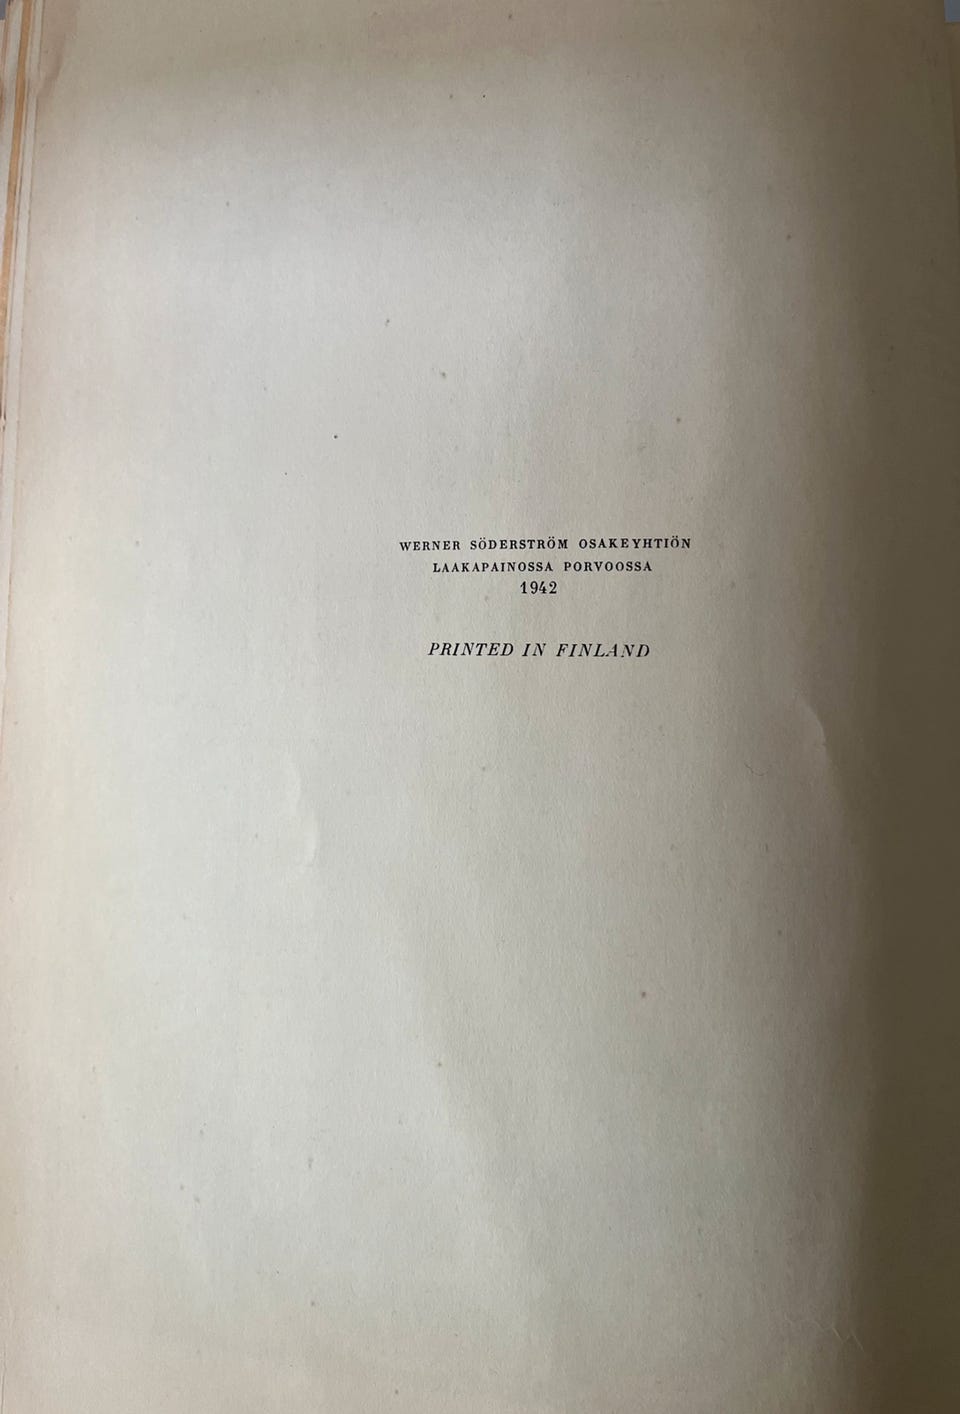 WERNER SÖDERSTRÖM OSAKEYHTIÖN
LAAKAPAINOSSA PORVOOSSA
1942
PRINTED IN FINLAND